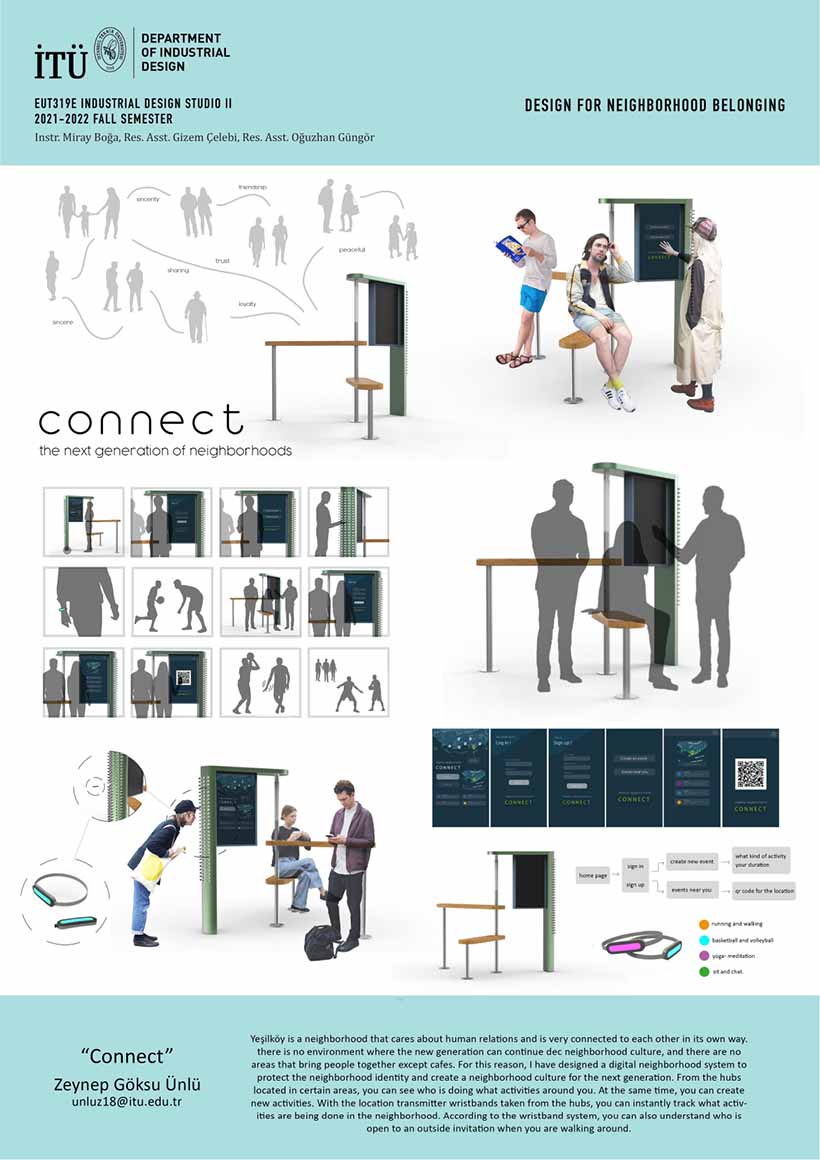 İTÜ
DEPARTMENT
OF INDUSTRIAL
DESIGN
EUT319E INDUSTRIAL DESIGN STUDIO II
2021-2022 FALL SEMESTER
Instr. Miray Boğa, Res. Asst. Gizem Çelebi, Res. Asst. Oğuzhan Güngör
DESIGN FOR NEIGHBORHOOD BELONGING
sincerity
friendship
peaceful
trust
sharing
loyalty
sincere
connect
the next generation of neighborhoods
Log in !
Sign up !
CONNECT
CONNECT
CONNECT
CONNECT
CONNECT
home page
sign in
sign up
create new event
events near you
what kind of activity
your duration
qr code for the location
running and walking
basketball and volleyball
yoga- meditation
sit and chat.
“Connect”
Zeynep Göksu Ünlü
unluz18@itu.edu.tr
Yeşilköy is a neighborhood that cares about human relations and is very connected to each other in its own way.
there is no environment where the new generation can continue dec neighborhood culture, and there are no
areas that bring people together except cafes. For this reason, I have designed a digital neighborhood system to
protect the neighborhood identity and create a neighborhood culture for the next generation. From the hubs
located in certain areas, you can see who is doing what activities around you. At the same time, you can create
new activities. With the location transmitter wristbands taken from the hubs, you can instantly track what activ-
ities are being done in the neighborhood. According to the wristband system, you can also understand who is
open to an outside invitation when you are walking around.